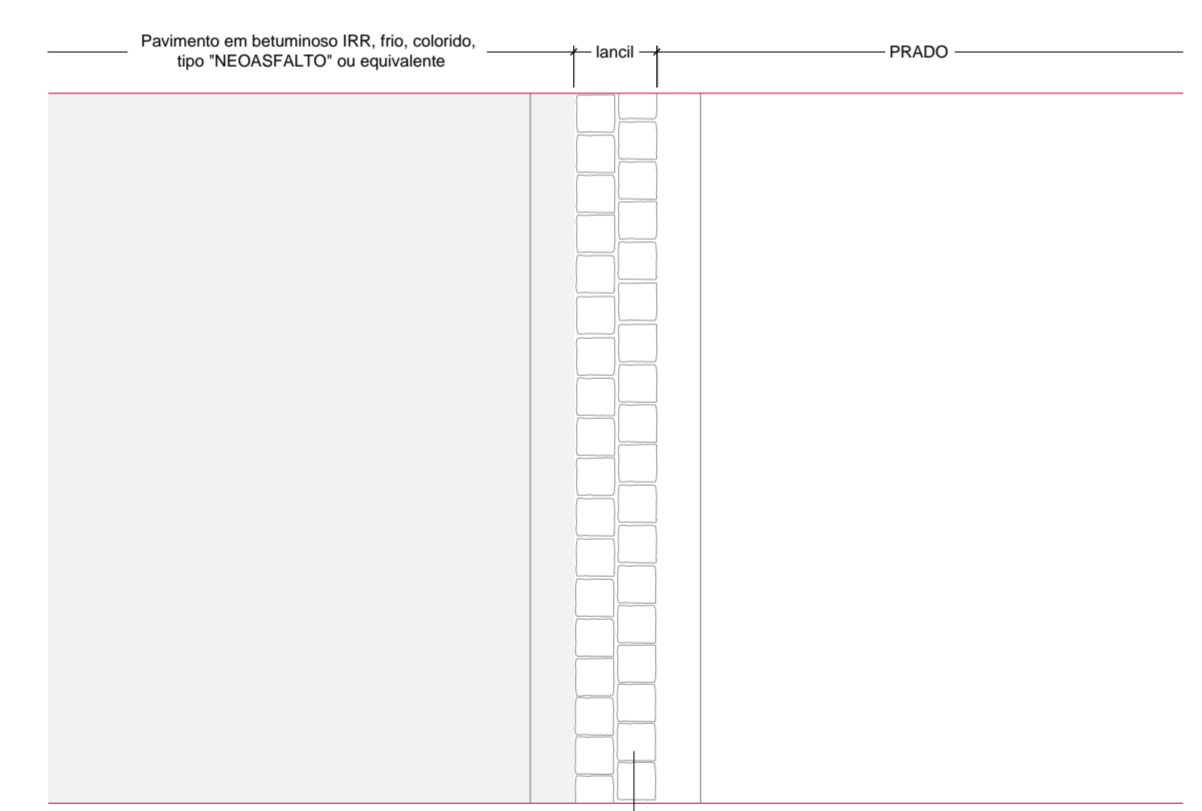 Pavimento em betuminoso IRR, frio, colorido,
tipo "NEOASFALTO" ou equivalente
lancil
PRADO